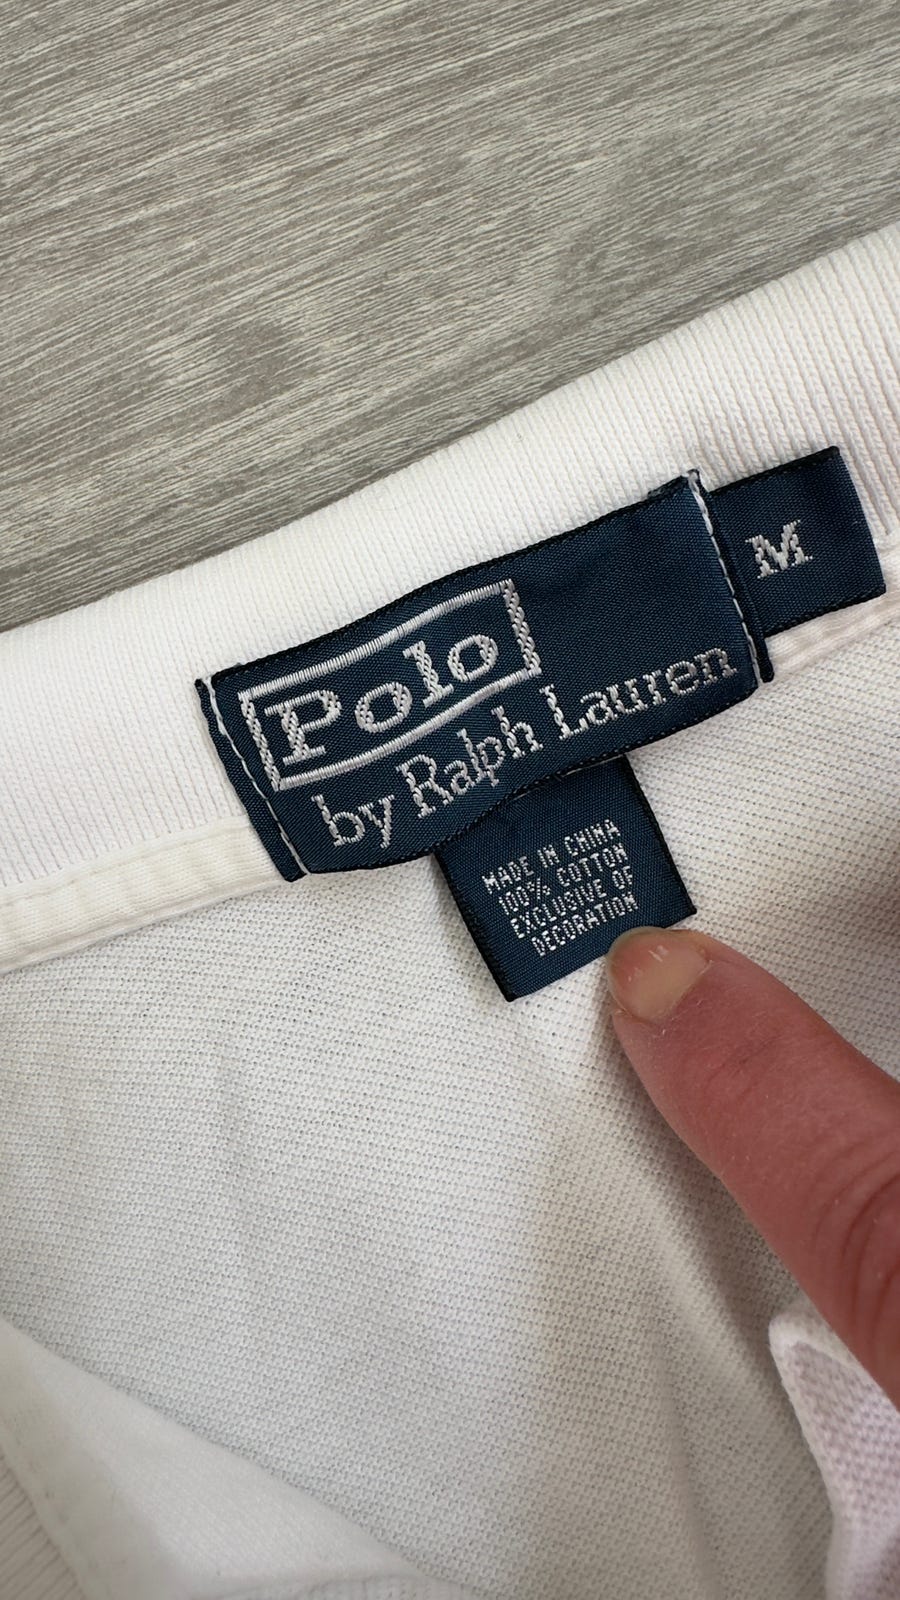 Polo
by Ralph Lauren
M
MADE IN CHINA
100% COTTON
EXCLUSIVE OF
DECORATION